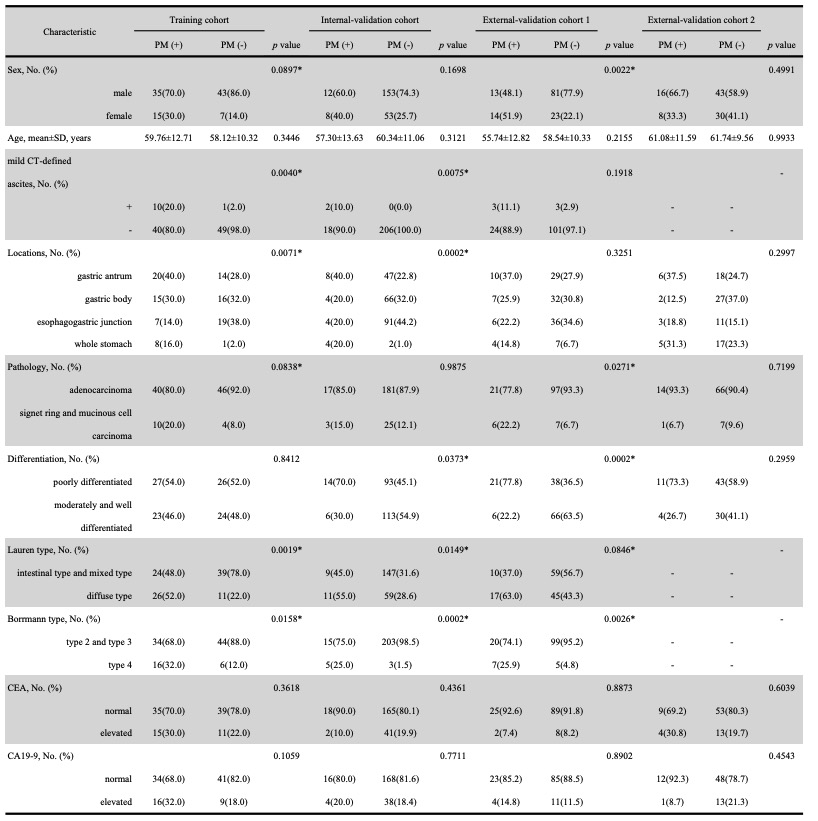 Characteristic Training cohort Internal-validation cohort External-validation cohort 1 External-validation cohort 2
PM (+) PM (-) p value PM (+) PM (-) p value PM (+) PM (-) p value PM (+) PM (-) p value
Sex, No. (%) 0.0897* 0.1698 0.0022* 0.4991
male 35(70.0) 43(86.0) 12(60.0) 153(74.3) 13(48.1) 81(77.9) 16(66.7) 43(58.9)
female 15(30.0) 7(14.0) 8(40.0) 53(25.7) 14(51.9) 23(22.1) 8(33.3) 30(41.1)
Age, mean±SD, years 59.76±12.71 58.12±10.32 0.3446 57.30±13.63 60.34±11.06 0.3121 55.74±12.82 58.54±10.33 0.2155 61.08±11.59 61.74±9.56 0.9933
mild CT-defined
ascites, No. (%) 0.0040* 0.0075* 0.1918 -
+ 10(20.0) 1(2.0) 2(10.0) 0(0.0) 3(11.1) 3(2.9) - -
- 40(80.0) 49(98.0) 18(90.0) 206(100.0) 24(88.9) 101(97.1) - -
Locations, No. (%) 0.0071* 0.0002* 0.3251 0.2997
gastric antrum 20(40.0) 14(28.0) 8(40.0) 47(22.8) 10(37.0) 29(27.9) 6(37.5) 18(24.7)
gastric body 15(30.0) 16(32.0) 4(20.0) 66(32.0) 7(25.9) 32(30.8) 2(12.5) 27(37.0)
esophagogastric junction 7(14.0) 19(38.0) 4(20.0) 91(44.2) 6(22.2) 36(34.6) 3(18.8) 11(15.1)
whole stomach 8(16.0) 1(2.0) 4(20.0) 2(1.0) 4(14.8) 7(6.7) 5(31.3) 17(23.3)
Pathology, No. (%) 0.0838* 0.9875 0.0271* 0.7199
adenocarcinoma 40(80.0) 46(92.0) 17(85.0) 181(87.9) 21(77.8) 97(93.3) 14(93.3) 66(90.4)
signet ring and mucinous cell
carcinoma 10(20.0) 4(8.0) 3(15.0) 25(12.1) 6(22.2) 7(6.7) 1(6.7) 7(9.6)
Differentiation, No. (%) 0.8412 0.0373* 0.0002* 0.2959
poorly differentiated 27(54.0) 26(52.0) 14(70.0) 93(45.1) 21(77.8) 38(36.5) 11(73.3) 43(58.9)
moderately and well
differentiated 23(46.0) 24(48.0) 6(30.0) 113(54.9) 6(22.2) 66(63.5) 4(26.7) 30(41.1)
Lauren type, No. (%) 0.0019* 0.0149* 0.0846* -
intestinal type and mixed type 24(48.0) 39(78.0) 9(45.0) 147(31.6) 10(37.0) 59(56.7) - -
diffuse type 26(52.0) 11(22.0) 11(55.0) 59(28.6) 17(63.0) 45(43.3) - -
Borrmann type, No. (%) 0.0158* 0.0002* 0.0026* -
type 2 and type 3 34(68.0) 44(88.0) 15(75.0) 203(98.5) 20(74.1) 99(95.2) - -
type 4 16(32.0) 6(12.0) 5(25.0) 3(1.5) 7(25.9) 5(4.8) - -
CEA, No. (%) 0.3618 0.4361 0.8873 0.6039
normal 35(70.0) 39(78.0) 18(90.0) 165(80.1) 25(92.6) 89(91.8) 9(69.2) 53(80.3)
elevated 15(30.0) 11(22.0) 2(10.0) 41(19.9) 2(7.4) 8(8.2) 4(30.8) 13(19.7)
CA19-9, No. (%) 0.1059 0.7711 0.8902 0.4543
normal 34(68.0) 41(82.0) 16(80.0) 168(81.6) 23(85.2) 85(88.5) 12(92.3) 48(78.7)
elevated 16(32.0) 9(18.0) 4(20.0) 38(18.4) 4(14.8) 11(11.5) 1(8.7) 13(21.3)